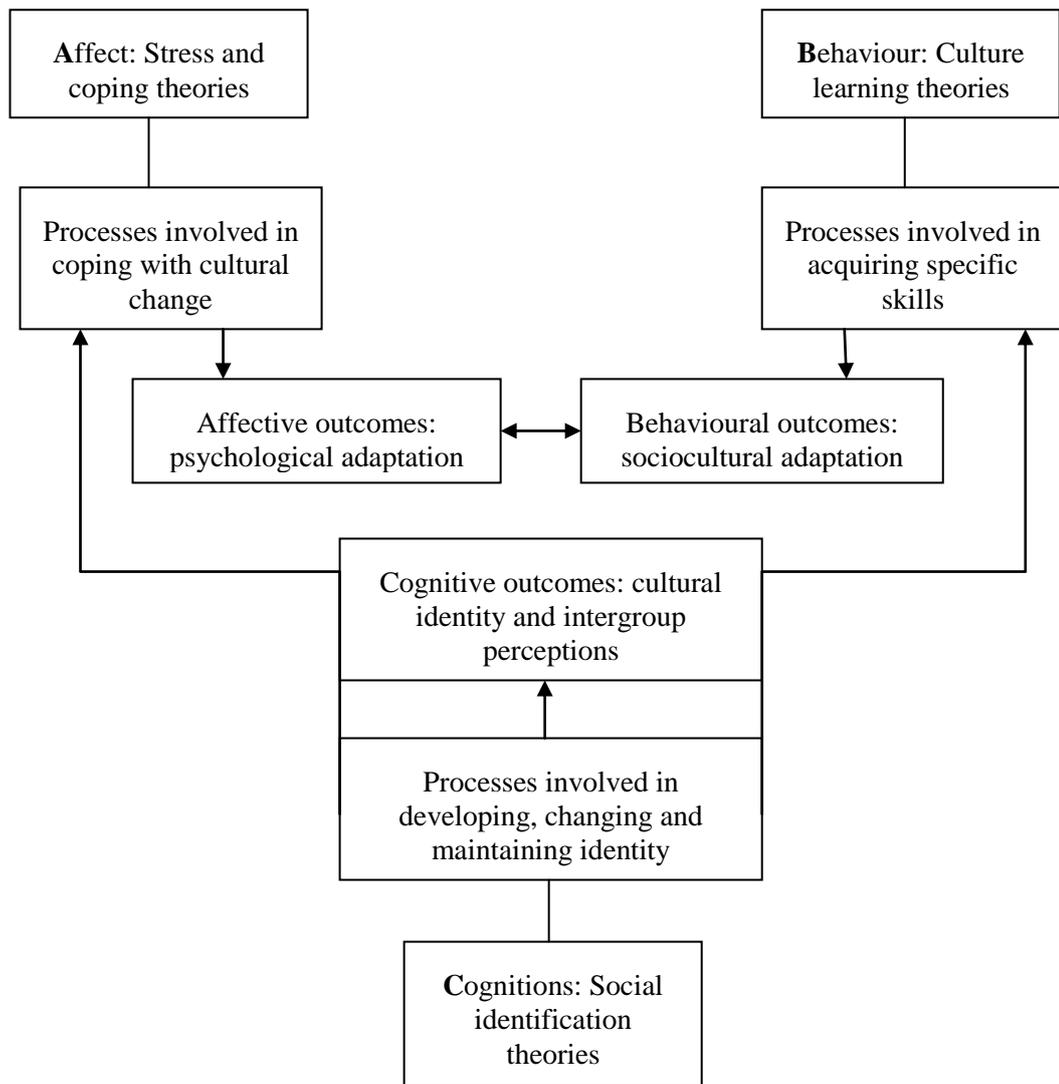 Affect: Stress and
coping theories
Behaviour: Culture
learning theories
Processes involved in
coping with cultural
change
Processes involved in
acquiring specific
skills
Affective outcomes:
psychological adaptation
Behavioural outcomes:
sociocultural adaptation
Cognitive outcomes: cultural
identity and intergroup
perceptions
Processes involved in
developing, changing and
maintaining identity
Cognitions: Social
identification
theories